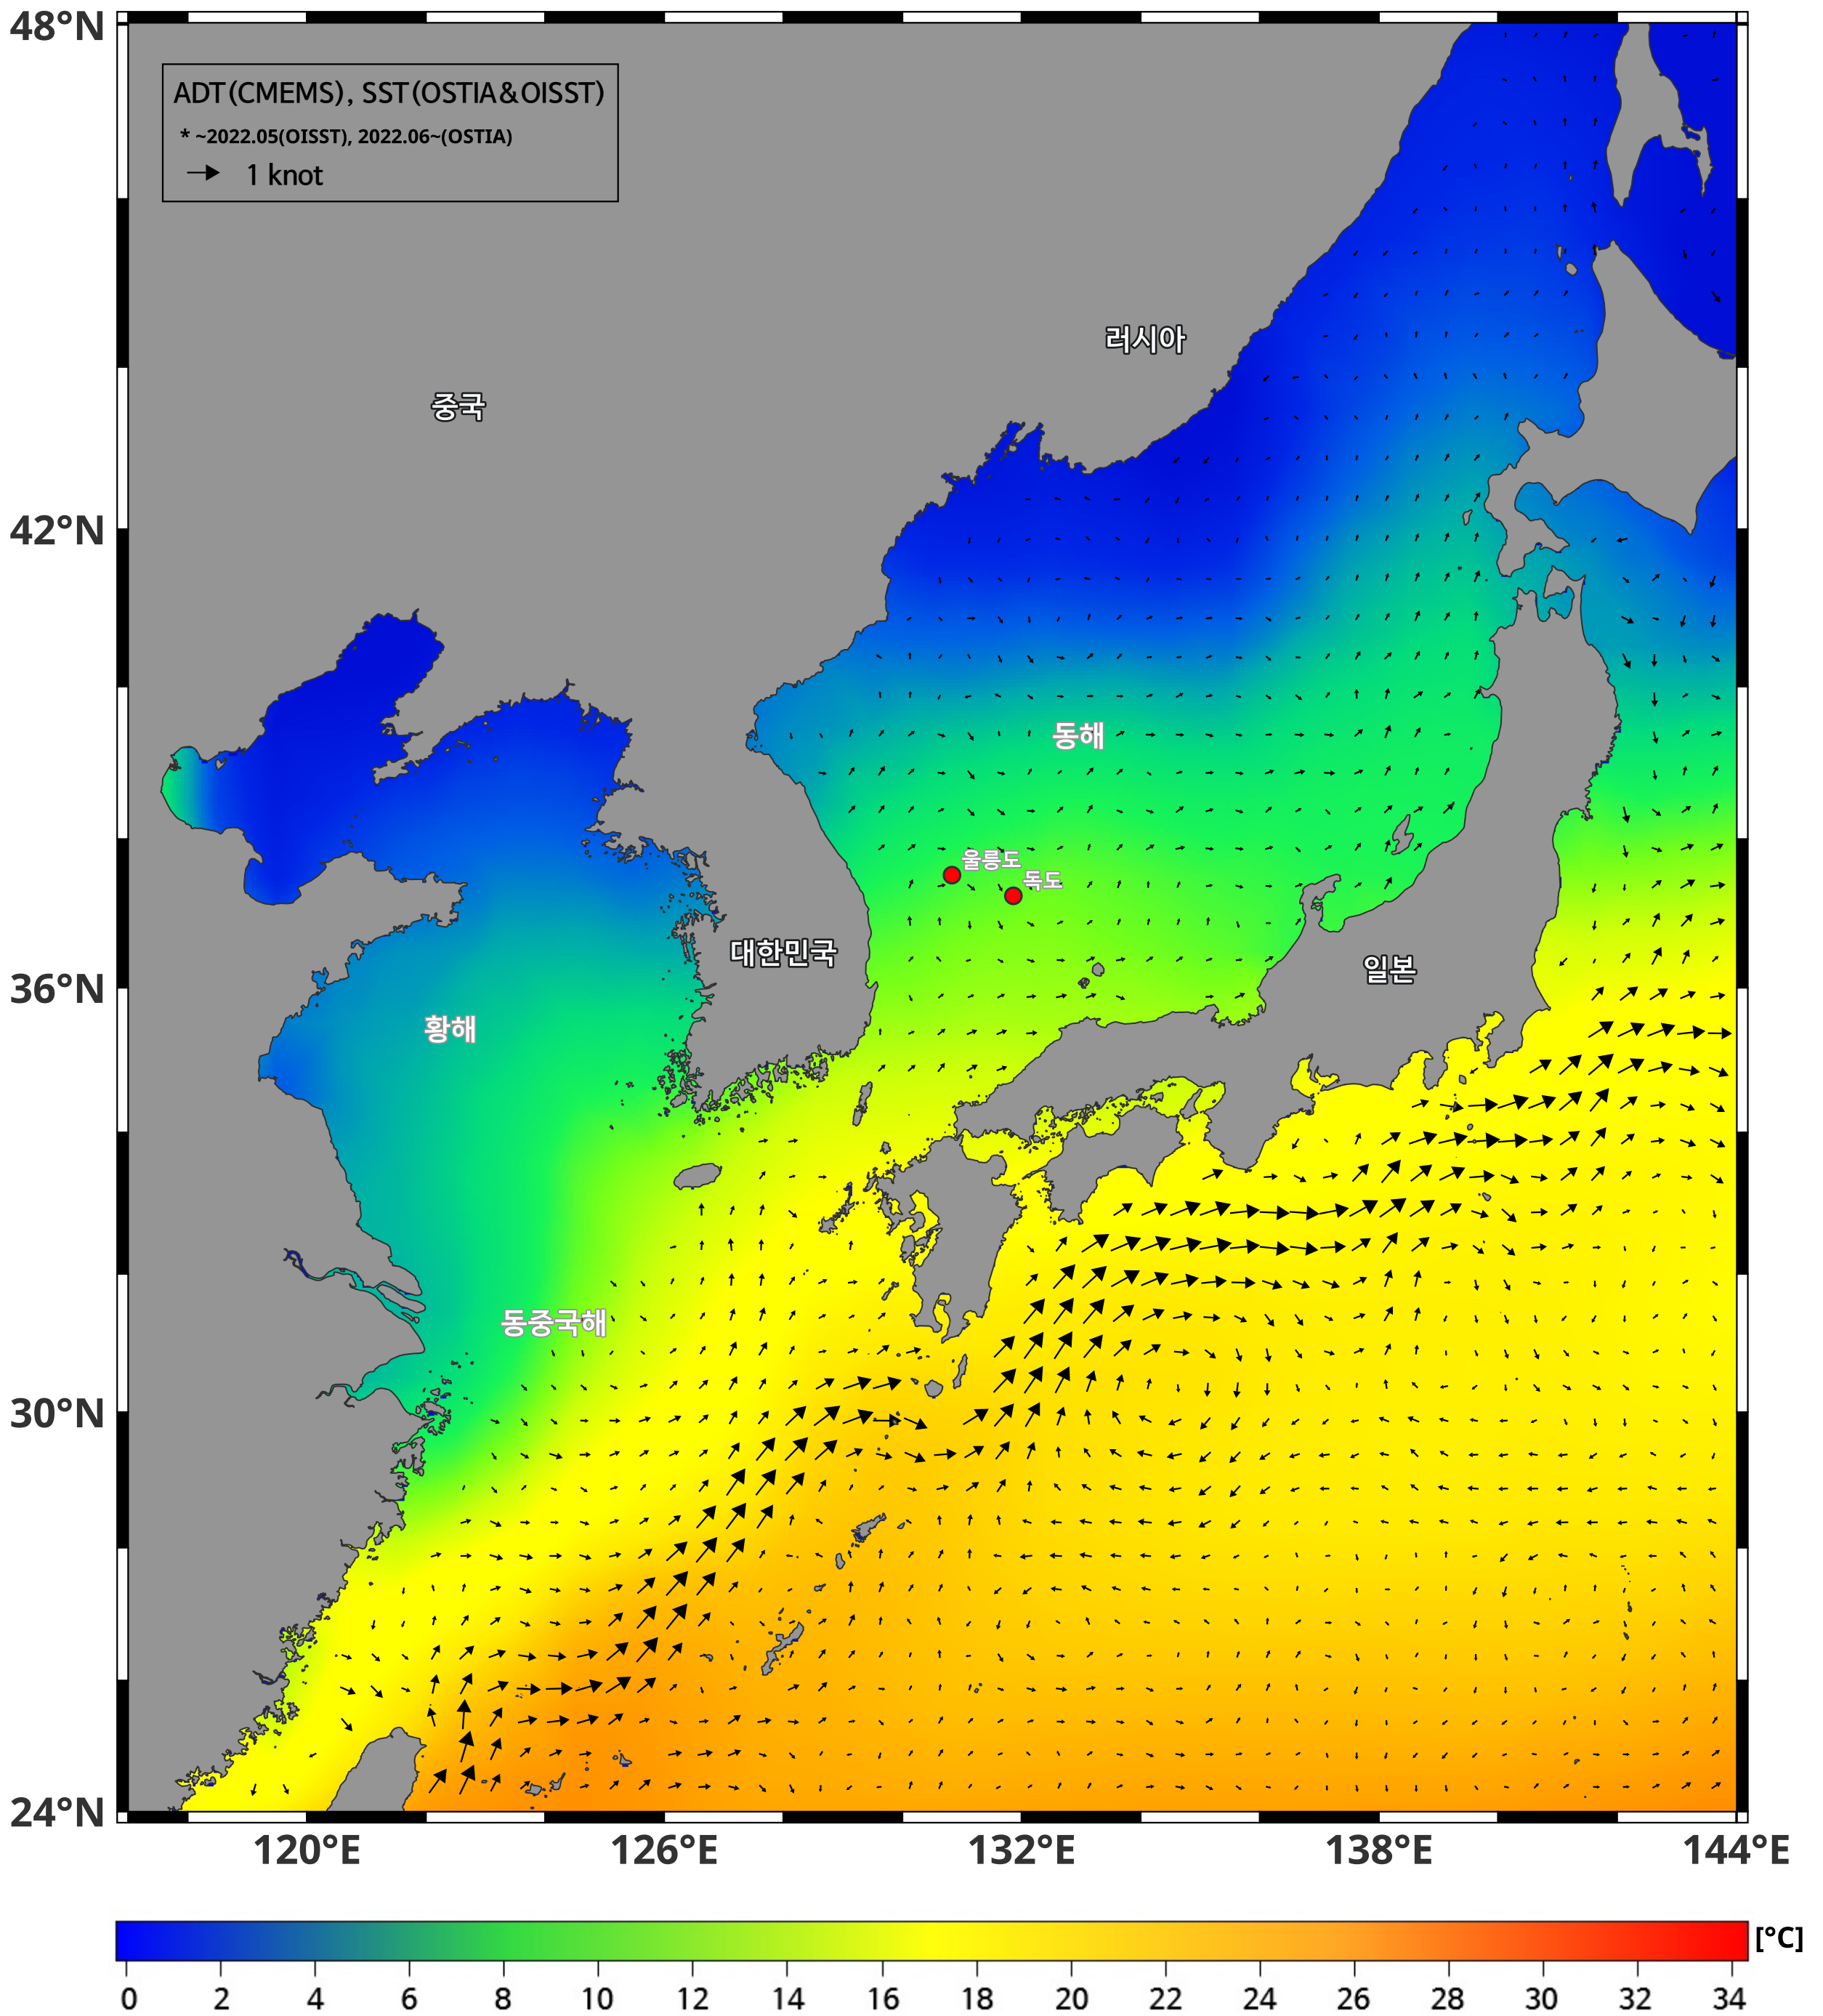 48°N
ADT(CMEMS), SST(OSTIA&OISST)
* ~2022.05(OISST), 2022.06~(OSTIA)
1 knot
러시아
중국
42°N
동해
울릉도
독도
대한민국
일본
36°N
황해
동중국해
30°N
24°N
120°E 126°E 132°E 138°E 144°E
[°C]
0 2 4 6 8 10 12 14 16 18 20 22 24 26 28 30 32 34